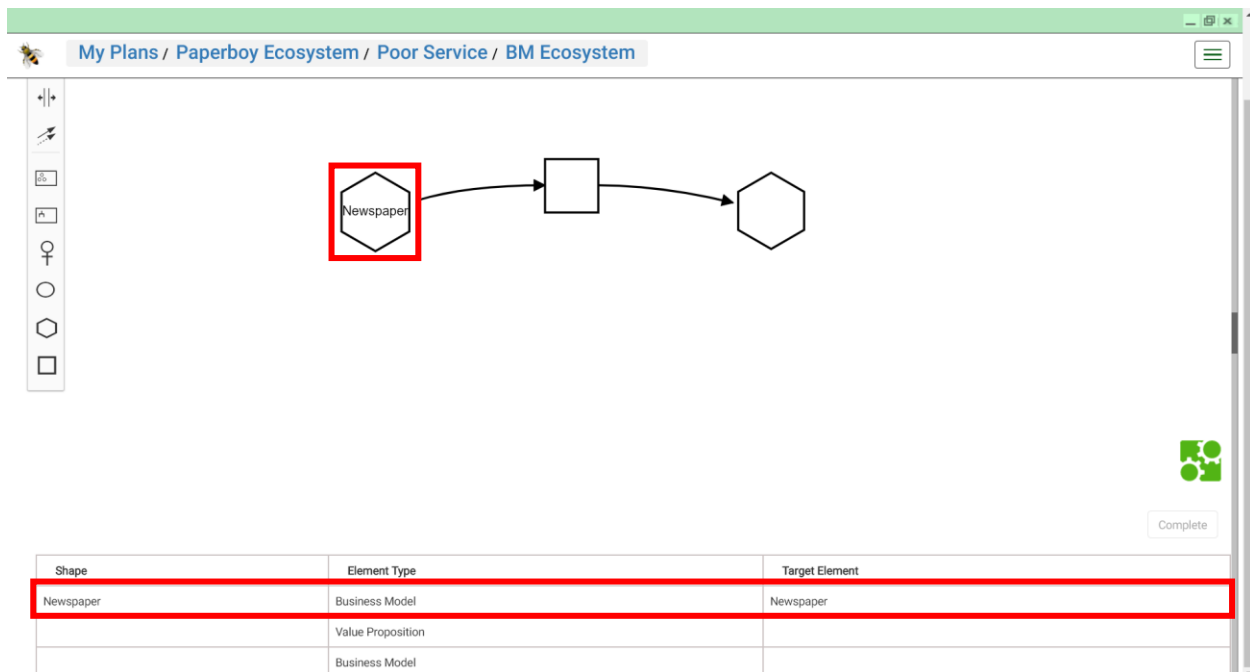 My Plans / Paperboy Ecosystem / Poor Service / BM Ecosystem
Newspaper
Complete
Shape Element Type Target Element
Newspaper Business Model Newspaper
Value Proposition
Business Model